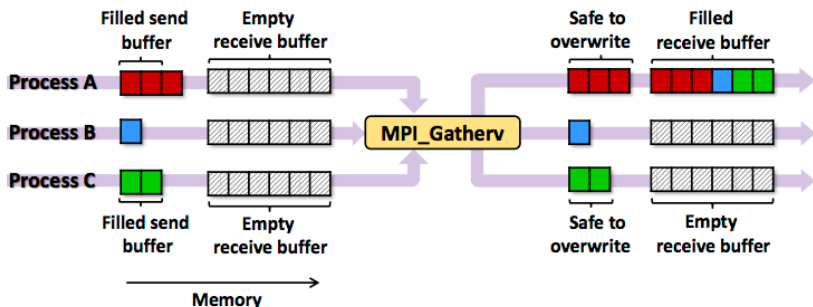 Filled send
buffer
Empty
receive buffer
Safe to
overwrite
Filled
receive buffer
Process A
Process B
MPI_Gatherv
Process C
Filled send
buffer
Empty
receive buffer
Safe to
overwrite
Empty
receive buffer
Memory